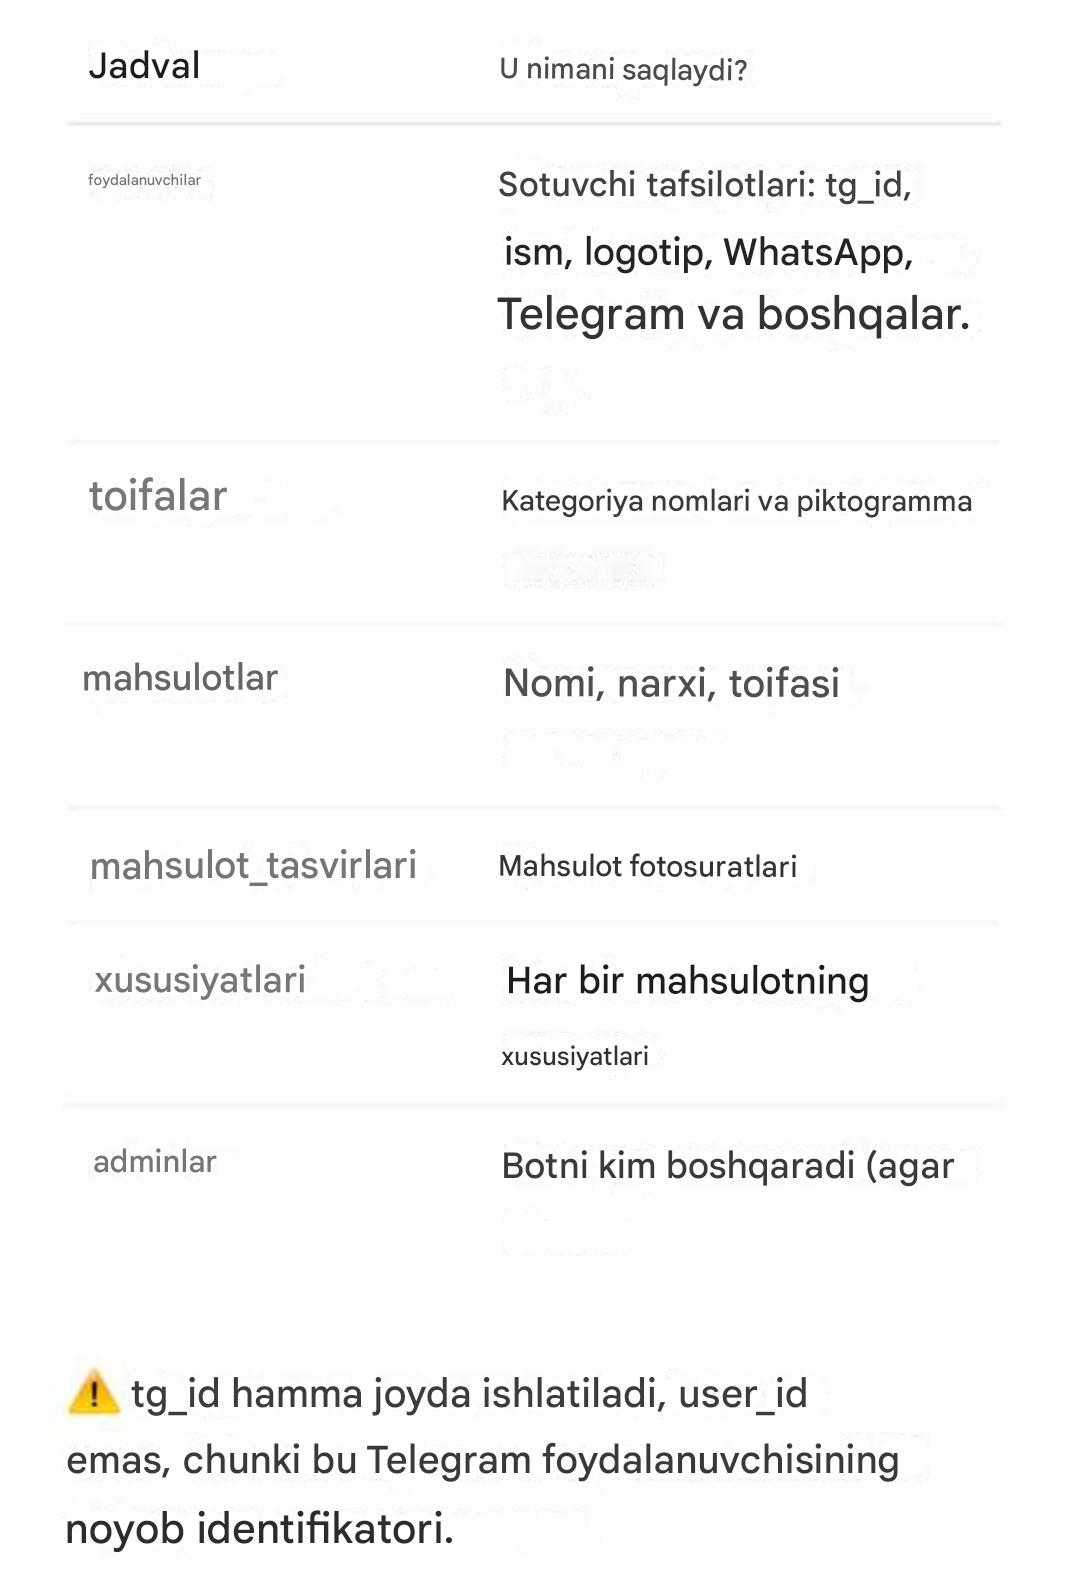 Jadval
U nimani saqlaydi?
foydalanuvchilar
Sotuvchi tafsilotlari: tg_id,
ism, logotip, WhatsApp,
Telegram va boshqalar.
toifalar
Kategoriya nomlari va piktogramma
mahsulotlar
Nomi, narxi, toifasi
mahsulot_tasvirlari
Mahsulot fotosuratlari
xususiyatlari
Har bir mahsulotning
xususiyatlari
adminlar
Botni kim boshqaradi (agar
⚠️ tg_id hamma joyda ishlatiladi, user_id
emas, chunki bu Telegram foydalanuvchisining
noyob identifikatori.